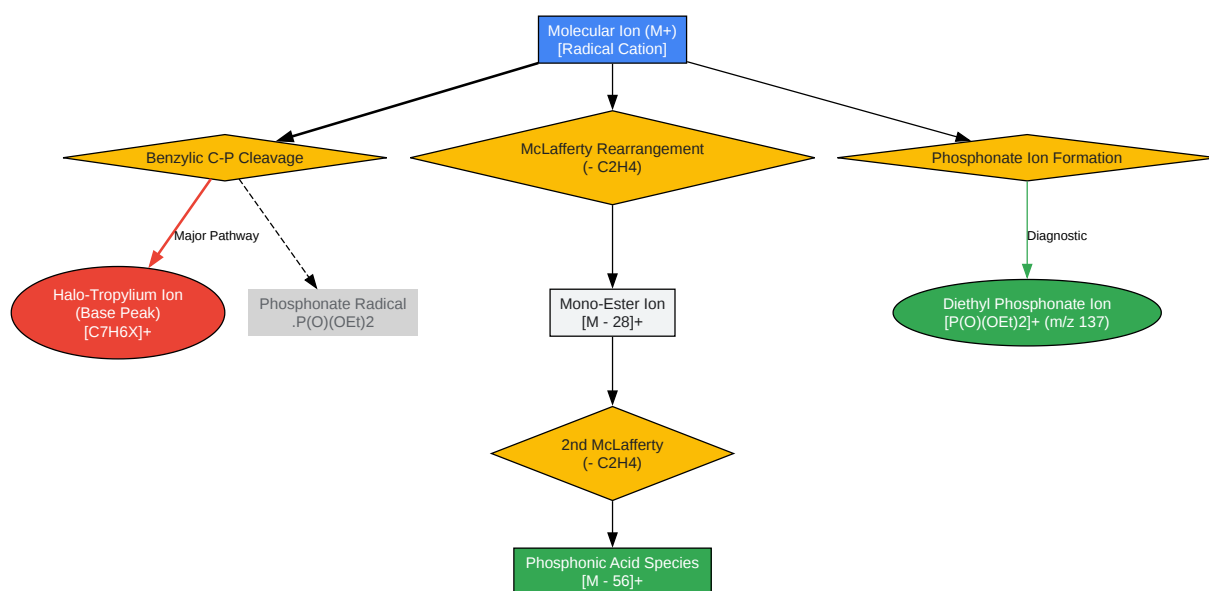 Molecular Ion (M+)
[Radical Cation]
Benzylic C-P Cleavage
McLafferty Rearrangement
(- C2H4)
Phosphonate Ion Formation
Major Pathway
Diagnostic
Halo-Tropylium Ion
(Base Peak)
[C7H6X]+
Phosphonate Radical
.P(O)(OEt)2
Mono-Ester Ion
[M - 28]+
Diethyl Phosphonate Ion
[P(O)(OEt)2]+ (m/z 137)
2nd McLafferty
(- C2H4)
Phosphonic Acid Species
[M - 56]+